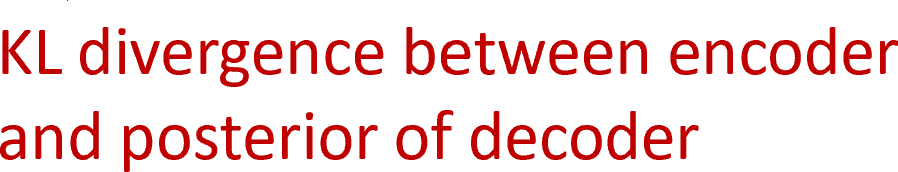 KL divergence between encoder
and posterior of decoder